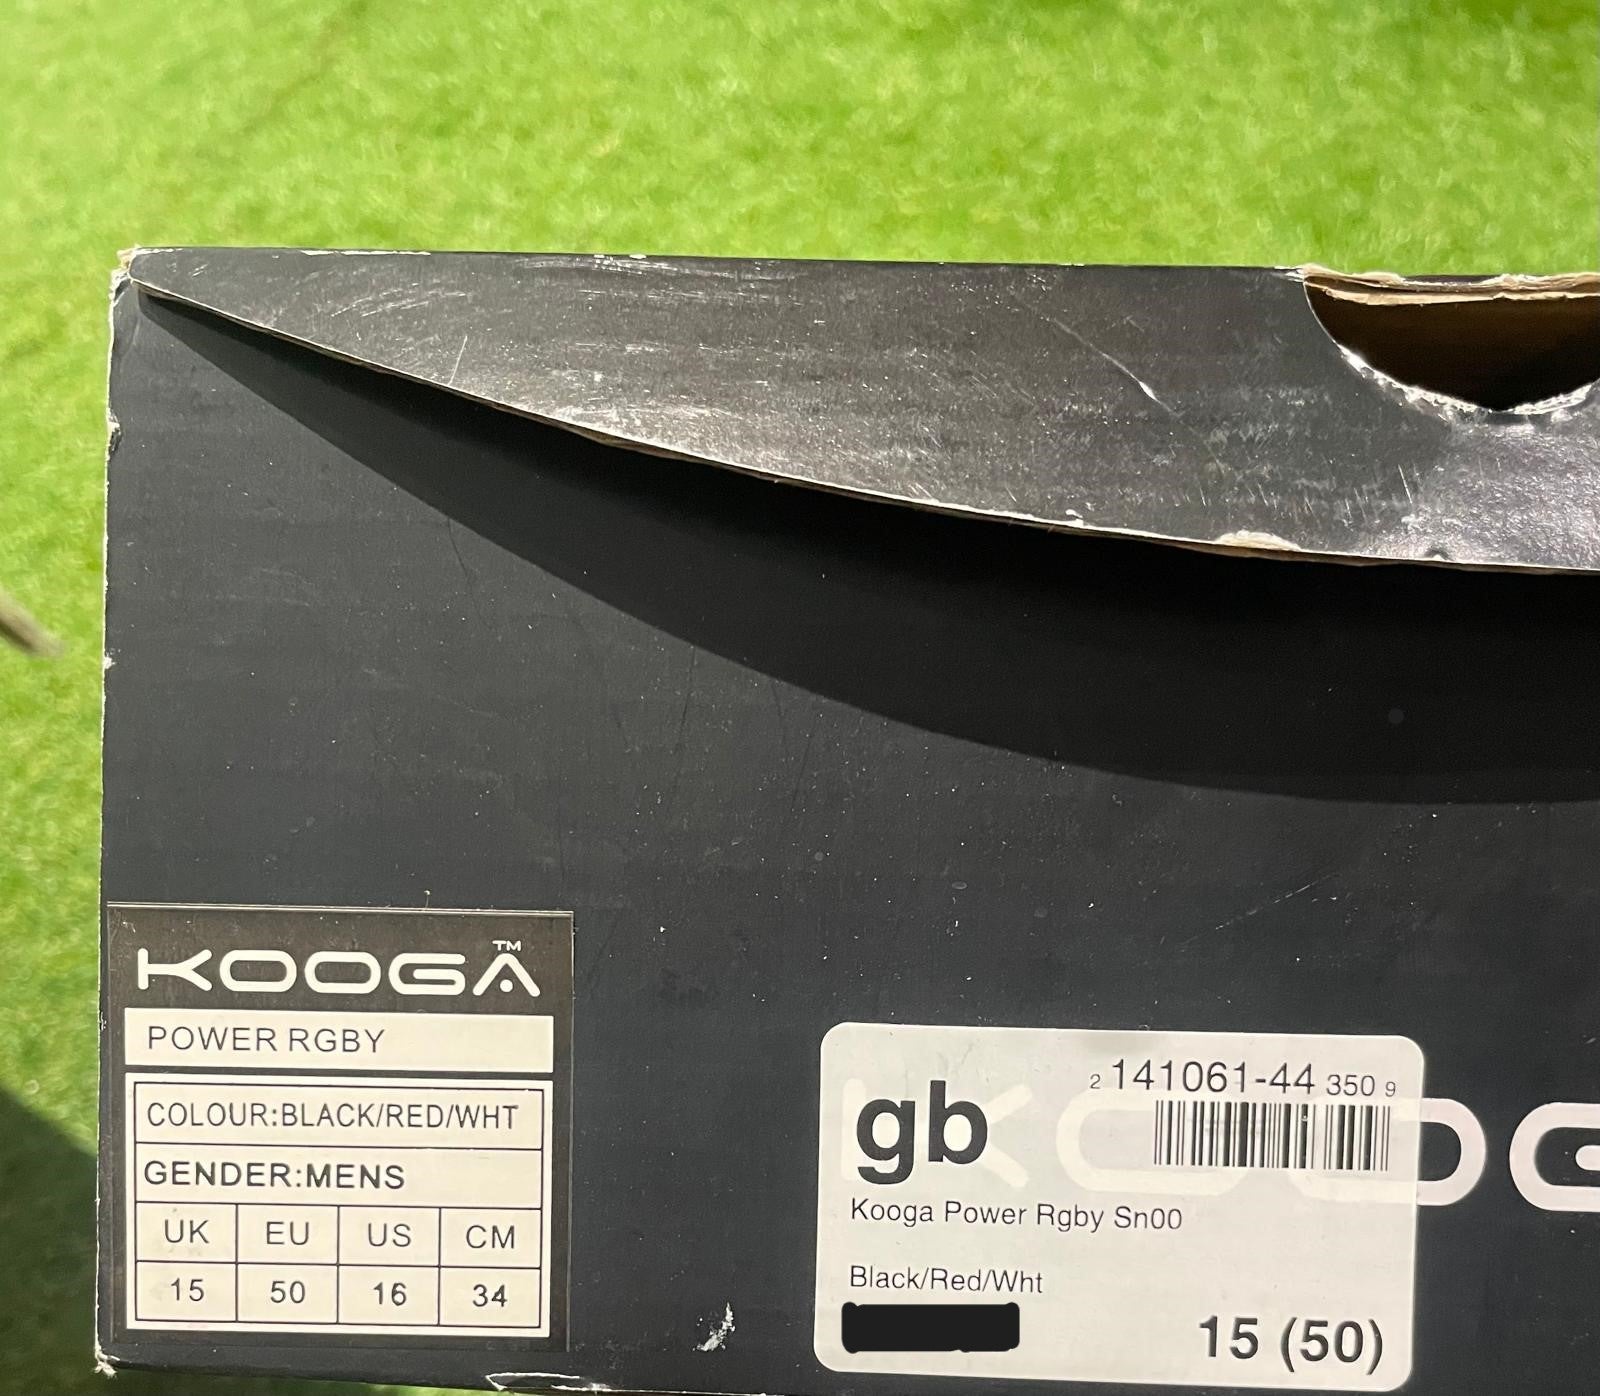 KOOGA™
POWER RGBY
COLOUR:BLACK/RED/WHT
GENDER:MENS
UK EU US CM
15 50 16 34
2 141061-44 350 9
gb
Kooga Power Rgby Sn00
Black/Red/Wht
15 (50)